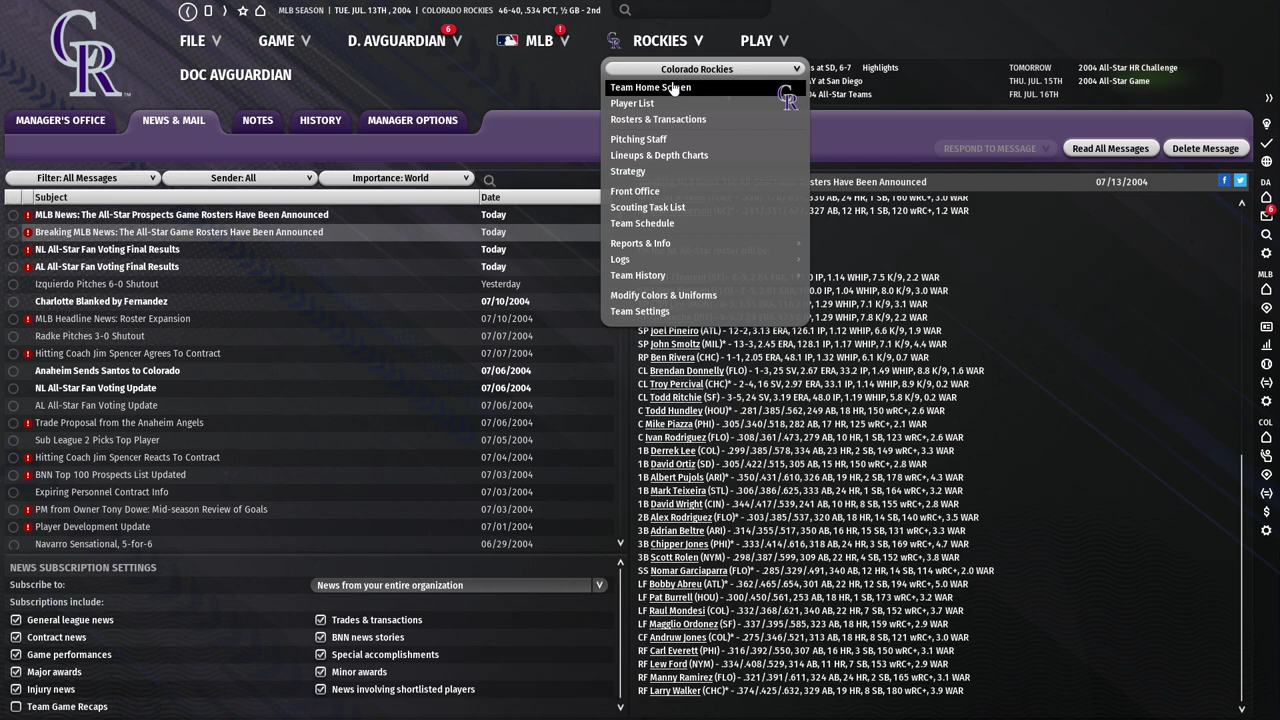 MLB SEASON | TUE. JUL. 13TH , 2004 | COLORADO ROCKIES 46-40, .534 PCT, ½ GB - 2nd
FILE
GAME
D. AVGUARDIAN
6
MLB
!
ROCKIES
PLAY
DOC AVGUARDIAN
s at SD, 6-7 Highlights
AY at San Diego
04 All-Star Teams
TOMORROW 2004 All-Star HR Challenge
THU. JUL. 15TH 2004 All-Star Game
FRI. JUL. 16TH
MANAGER'S OFFICE
NEWS & MAIL
NOTES
HISTORY
MANAGER OPTIONS
RESPOND TO MESSAGE
Read All Messages
Delete Message
Colorado Rockies
Team Home Screen
Player List
Rosters & Transactions
Pitching Staff
Lineups & Depth Charts
Strategy
Front Office
Scouting Task List
Team Schedule
Reports & Info
Logs
Team History
Modify Colors & Uniforms
Team Settings
Filter: All Messages
Sender: All
Importance: World
Subject Date
MLB News: The All-Star Prospects Game Rosters Have Been Announced Today
Breaking MLB News: The All-Star Game Rosters Have Been Announced Today
NL All-Star Fan Voting Final Results Today
AL All-Star Fan Voting Final Results Today
Izquierdo Pitches 6-0 Shutout Yesterday
Charlotte Blanked by Fernandez 07/10/2004
MLB Headline News: Roster Expansion 07/10/2004
Radke Pitches 3-0 Shutout 07/07/2004
Hitting Coach Jim Spencer Agrees To Contract 07/07/2004
Anaheim Sends Santos to Colorado 07/06/2004
NL All-Star Fan Voting Update 07/06/2004
AL All-Star Fan Voting Update 07/06/2004
Trade Proposal from the Anaheim Angels 07/06/2004
Sub League 2 Picks Top Player 07/05/2004
Hitting Coach Jim Spencer Reacts To Contract 07/04/2004
BNN Top 100 Prospects List Updated 07/03/2004
Expiring Personnel Contract Info 07/03/2004
PM from Owner Tony Dowe: Mid-season Review of Goals 07/03/2004
Player Development Update 07/01/2004
Navarro Sensational, 5-for-6 06/29/2004
sters Have Been Announced 07/13/2004
327 AB, 12 HR, 1 SB, 120 wRC+, 1.2 WAR
IP, 1.14 WHIP, 7.5 K/9, 2.2 WAR
SP Joel Pineiro (ATL) - 12-2, 3.13 ERA, 126.1 IP, 1.12 WHIP, 6.6 K/9, 1.9 WAR
SP John Smoltz (MIL)* - 13-3, 2.45 ERA, 128.1 IP, 1.17 WHIP, 7.1 K/9, 4.4 WAR
RP Ben Rivera (CHC) - 1-1, 2.05 ERA, 48.1 IP, 1.32 WHIP, 6.1 K/9, 0.7 WAR
CL Brendan Donnelly (FLO) - 1-3, 25 SV, 2.67 ERA, 33.2 IP, 1.49 WHIP, 8.8 K/9, 1.6 WAR
CL Troy Percival (CHC)* - 2-4, 16 SV, 2.97 ERA, 33.1 IP, 1.14 WHIP, 8.9 K/9, 0.2 WAR
CL Todd Ritchie (SF) - 3-5, 24 SV, 3.19 ERA, 48.0 IP, 1.19 WHIP, 5.8 K/9, 0.2 WAR
C Todd Hundley (HOU)* - .281/.385/.562, 249 AB, 18 HR, 150 wRC+, 2.6 WAR
C Mike Piazza (PHI) - .305/.340/.518, 282 AB, 17 HR, 125 wRC+, 2.1 WAR
C Ivan Rodriguez (FLO) - .308/.361/.473, 279 AB, 10 HR, 1 SB, 123 wRC+, 2.6 WAR
1B Derrek Lee (COL) - .299/.385/.578, 334 AB, 23 HR, 2 SB, 149 wRC+, 3.3 WAR
1B David Ortiz (SD) - .305/.422/.515, 305 AB, 15 HR, 150 wRC+, 2.8 WAR
1B Albert Pujols (ARI)* - .350/.431/.610, 326 AB, 19 HR, 2 SB, 178 wRC+, 4.3 WAR
1B Mark Teixeira (STL) - .306/.386/.625, 333 AB, 24 HR, 1 SB, 164 wRC+, 3.2 WAR
1B David Wright (CIN) - .344/.417/.539, 241 AB, 10 HR, 9 SB, 155 wRC+, 2.8 WAR
2B Alex Rodriguez (FLO)* - .303/.385/.537, 320 AB, 18 HR, 14 SB, 140 wRC+, 3.5 WAR
3B Adrian Beltre (ARI) - .314/.355/.517, 350 AB, 16 HR, 15 SB, 131 wRC+, 3.3 WAR
3B Chipper Jones (PHI)* - .333/.414/.616, 318 AB, 24 HR, 3 SB, 169 wRC+, 4.7 WAR
3B Scott Rolen (NYM) - .298/.387/.599, 309 AB, 22 HR, 4 SB, 152 wRC+, 3.8 WAR
SS Nomar Garciaparra (CHI)* - .285/.329/.491, 340 AB, 12 HR, 14 SB, 114 wRC+, 2.0 WAR
LF Bobby Abreu (ATL)* - .362/.465/.654, 301 AB, 22 HR, 12 SB, 194 wRC+, 5.0 WAR
LF Pat Burrell (HOU) - .300/.450/.561, 253 AB, 18 HR, 1 SB, 173 wRC+, 3.2 WAR
LF Raul Mondesi (COL) - .332/.368/.621, 340 AB, 22 HR, 7 SB, 152 wRC+, 3.7 WAR
LF Magglio Ordonez (SF) - .337/.395/.585, 323 AB, 18 HR, 159 wRC+, 2.9 WAR
CF Andruw Jones (COL)* - .275/.346/.521, 313 AB, 18 HR, 8 SB, 121 wRC+, 3.0 WAR
RF Carl Everett (PHI) - .316/.392/.550, 307 AB, 16 HR, 3 SB, 150 wRC+, 3.1 WAR
RF Lew Ford (NYM) - .334/.408/.529, 314 AB, 11 HR, 7 SB, 153 wRC+, 2.9 WAR
RF Manny Ramirez (FLO) - .321/.391/.611, 324 AB, 24 HR, 2 SB, 165 wRC+, 3.1 WAR
RF Larry Walker (CHC)* - .374/.425/.632, 329 AB, 19 HR, 8 SB, 180 wRC+, 3.9 WAR
NEWS SUBSCRIPTION SETTINGS
Subscribe to: News from your entire organization
Subscriptions include:
General league news Trades & transactions
Contract news BNN news stories
Game performances Special accomplishments
Major awards Minor awards
Injury news News involving shortlisted players
Team Game Recaps
DA
6
MLB
COL